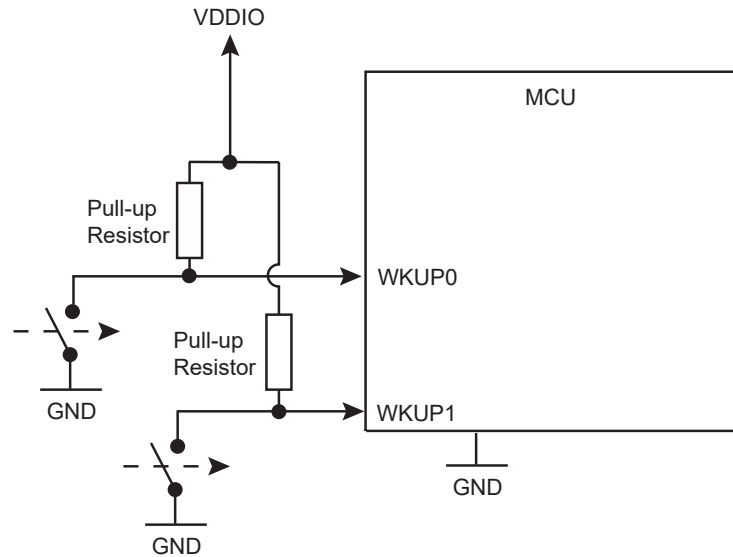 VDDIO
MCU
Pull-up
Resistor
WKUP0
Pull-up
Resistor
GND
WKUP1
GND
GND